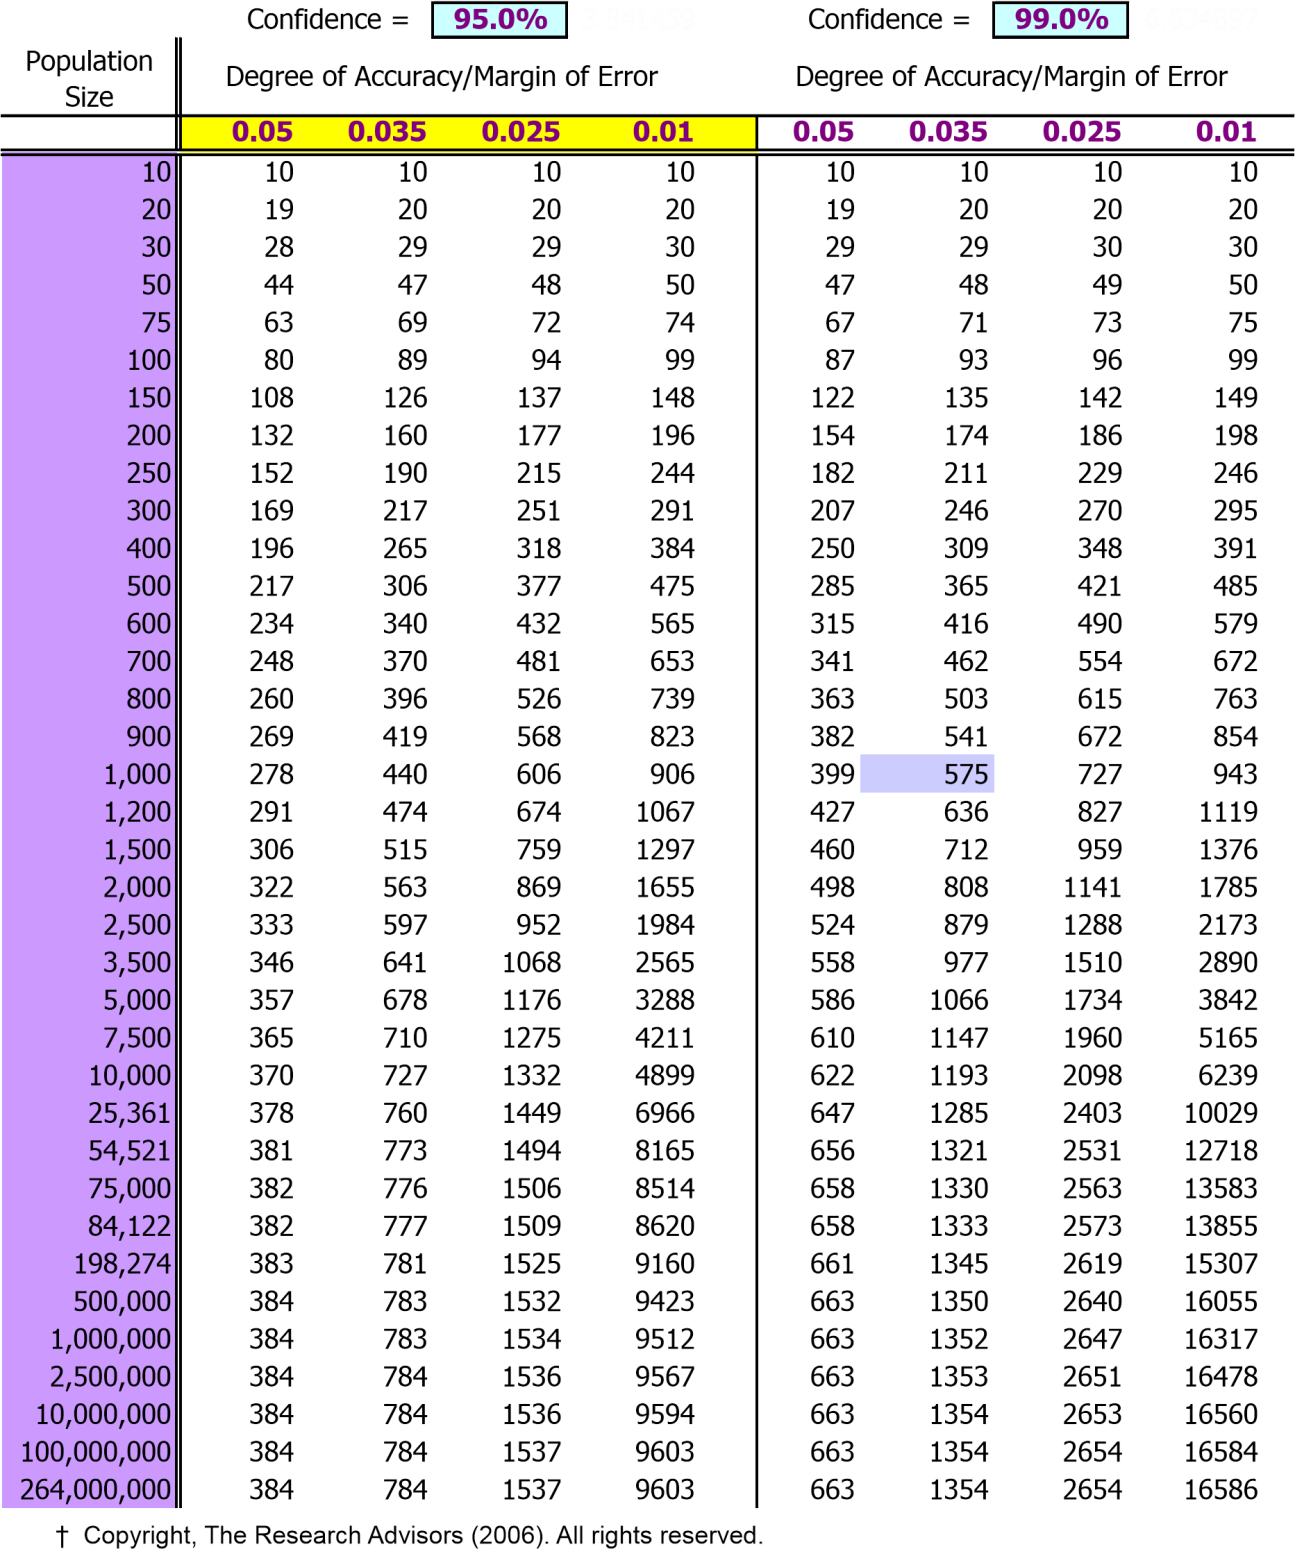 Confidence = 95.0% Confidence = 99.0%
Population Size Degree of Accuracy/Margin of Error Degree of Accuracy/Margin of Error
0.05 0.035 0.025 0.01 0.05 0.035 0.025 0.01
10 10 10 10 10 10 10 10 10
20 19 20 20 20 19 20 20 20
30 28 29 29 30 29 29 30 30
50 44 47 48 50 47 48 49 50
75 63 69 72 74 67 71 73 75
100 80 89 94 99 87 93 96 99
150 108 126 137 148 122 135 142 149
200 132 160 177 196 154 174 186 198
250 152 190 215 244 182 211 229 246
300 169 217 251 291 207 246 270 295
400 196 265 318 384 250 309 348 391
500 217 306 377 475 285 365 421 485
600 234 340 432 565 315 416 490 579
700 248 370 481 653 341 462 554 672
800 260 396 526 739 363 503 615 763
900 269 419 568 823 382 541 672 854
1,000 278 440 606 906 399 575 727 943
1,200 291 474 674 1067 427 636 827 1119
1,500 306 515 759 1297 460 712 959 1376
2,000 322 563 869 1655 498 808 1141 1785
2,500 333 597 952 1984 524 879 1288 2173
3,500 346 641 1068 2565 558 977 1510 2890
5,000 357 678 1176 3288 586 1066 1734 3842
7,500 365 710 1275 4211 610 1147 1960 5165
10,000 370 727 1332 4899 622 1193 2098 6239
25,361 378 760 1449 6966 647 1285 2403 10029
54,521 381 773 1494 8165 656 1321 2531 12718
75,000 382 776 1506 8514 658 1330 2563 13583
84,122 382 777 1509 8620 658 1333 2573 13855
198,274 383 781 1525 9160 661 1345 2619 15307
500,000 384 783 1532 9423 663 1350 2640 16055
1,000,000 384 783 1534 9512 663 1352 2647 16317
2,500,000 384 784 1536 9567 663 1353 2651 16478
10,000,000 384 784 1536 9594 663 1354 2653 16560
100,000,000 384 784 1537 9603 663 1354 2654 16584
264,000,000 384 784 1537 9603 663 1354 2654 16586
† Copyright, The Research Advisors (2006). All rights reserved.